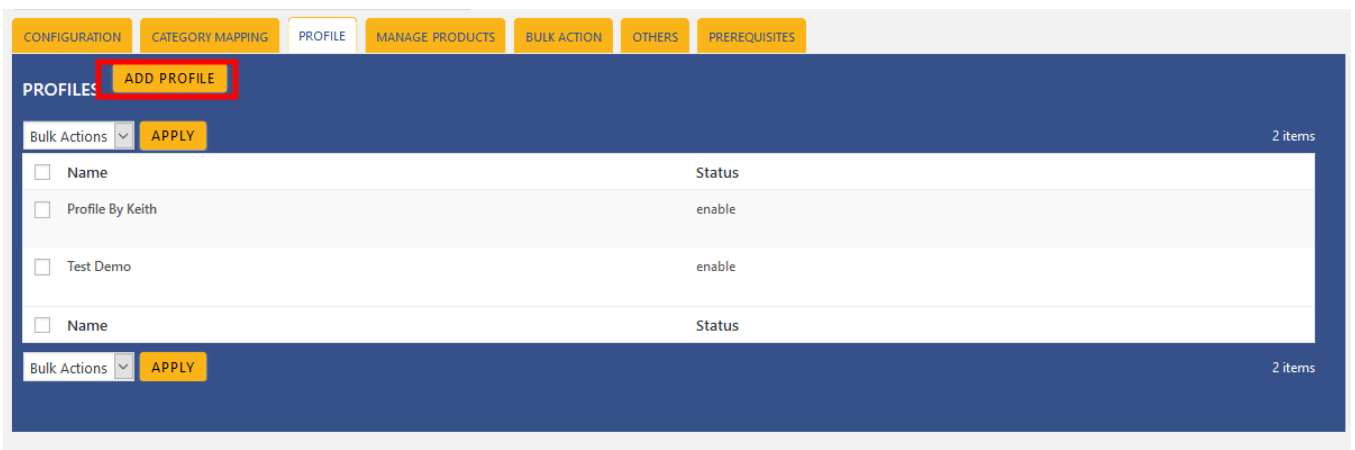 CONFIGURATION CATEGORY MAPPING PROFILE MANAGE PRODUCTS BULK ACTION OTHERS PREREQUISITES
PROFILES ADD PROFILE
Bulk Actions APPLY 2 items
Name Status
Profile By Keith enable
Test Demo enable
Name Status
Bulk Actions APPLY 2 items